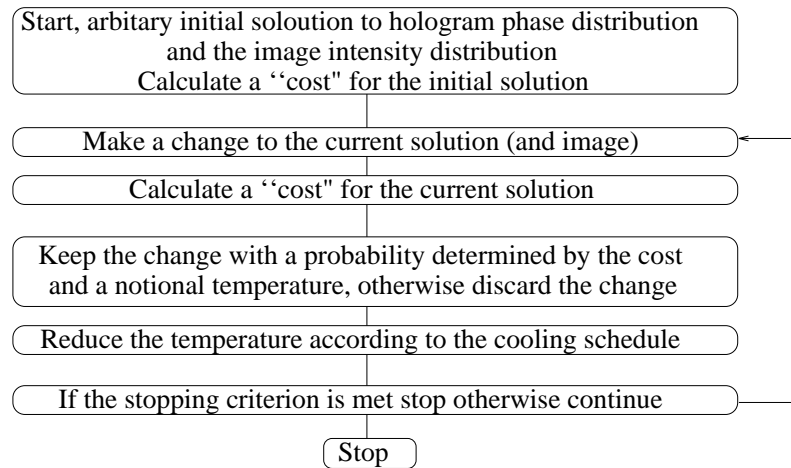 Start, arbitary initial soloution to hologram phase distribution
and the image intensity distribution
Calculate a ‘‘cost" for the initial solution
Make a change to the current solution (and image)
Calculate a ‘‘cost" for the current solution
Keep the change with a probability determined by the cost
and a notional temperature, otherwise discard the change
Reduce the temperature according to the cooling schedule
If the stopping criterion is met stop otherwise continue
Stop